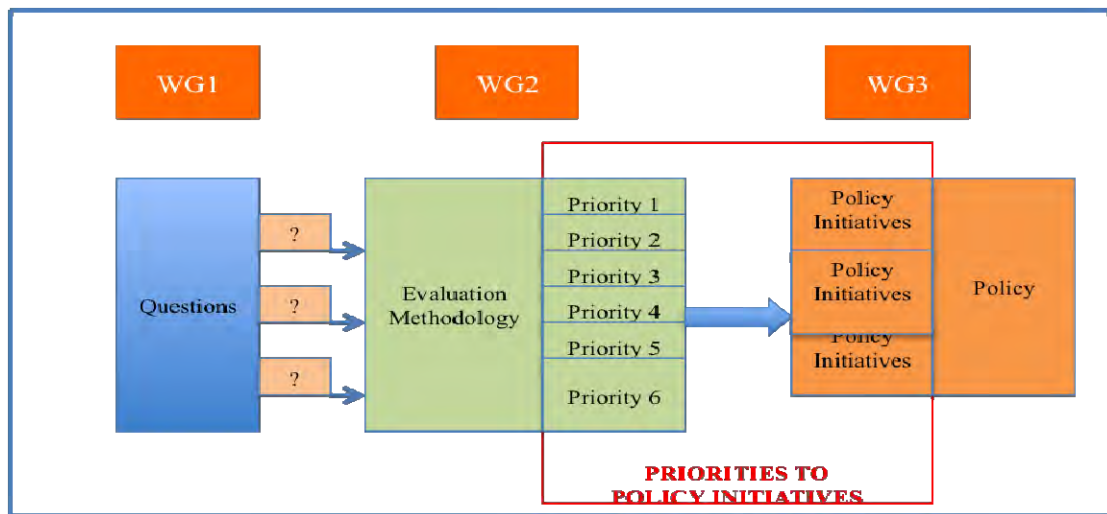 WG1
WG2
WG3
Questions
?
?
?
Evaluation
Methodology
Priority 1
Priority 2
Priority 3
Priority 4
Priority 5
Priority 6
Policy
Initiatives
Policy
Initiatives
Policy
Initiatives
Policy
PRIORITIES TO
POLICY INITIATIVES